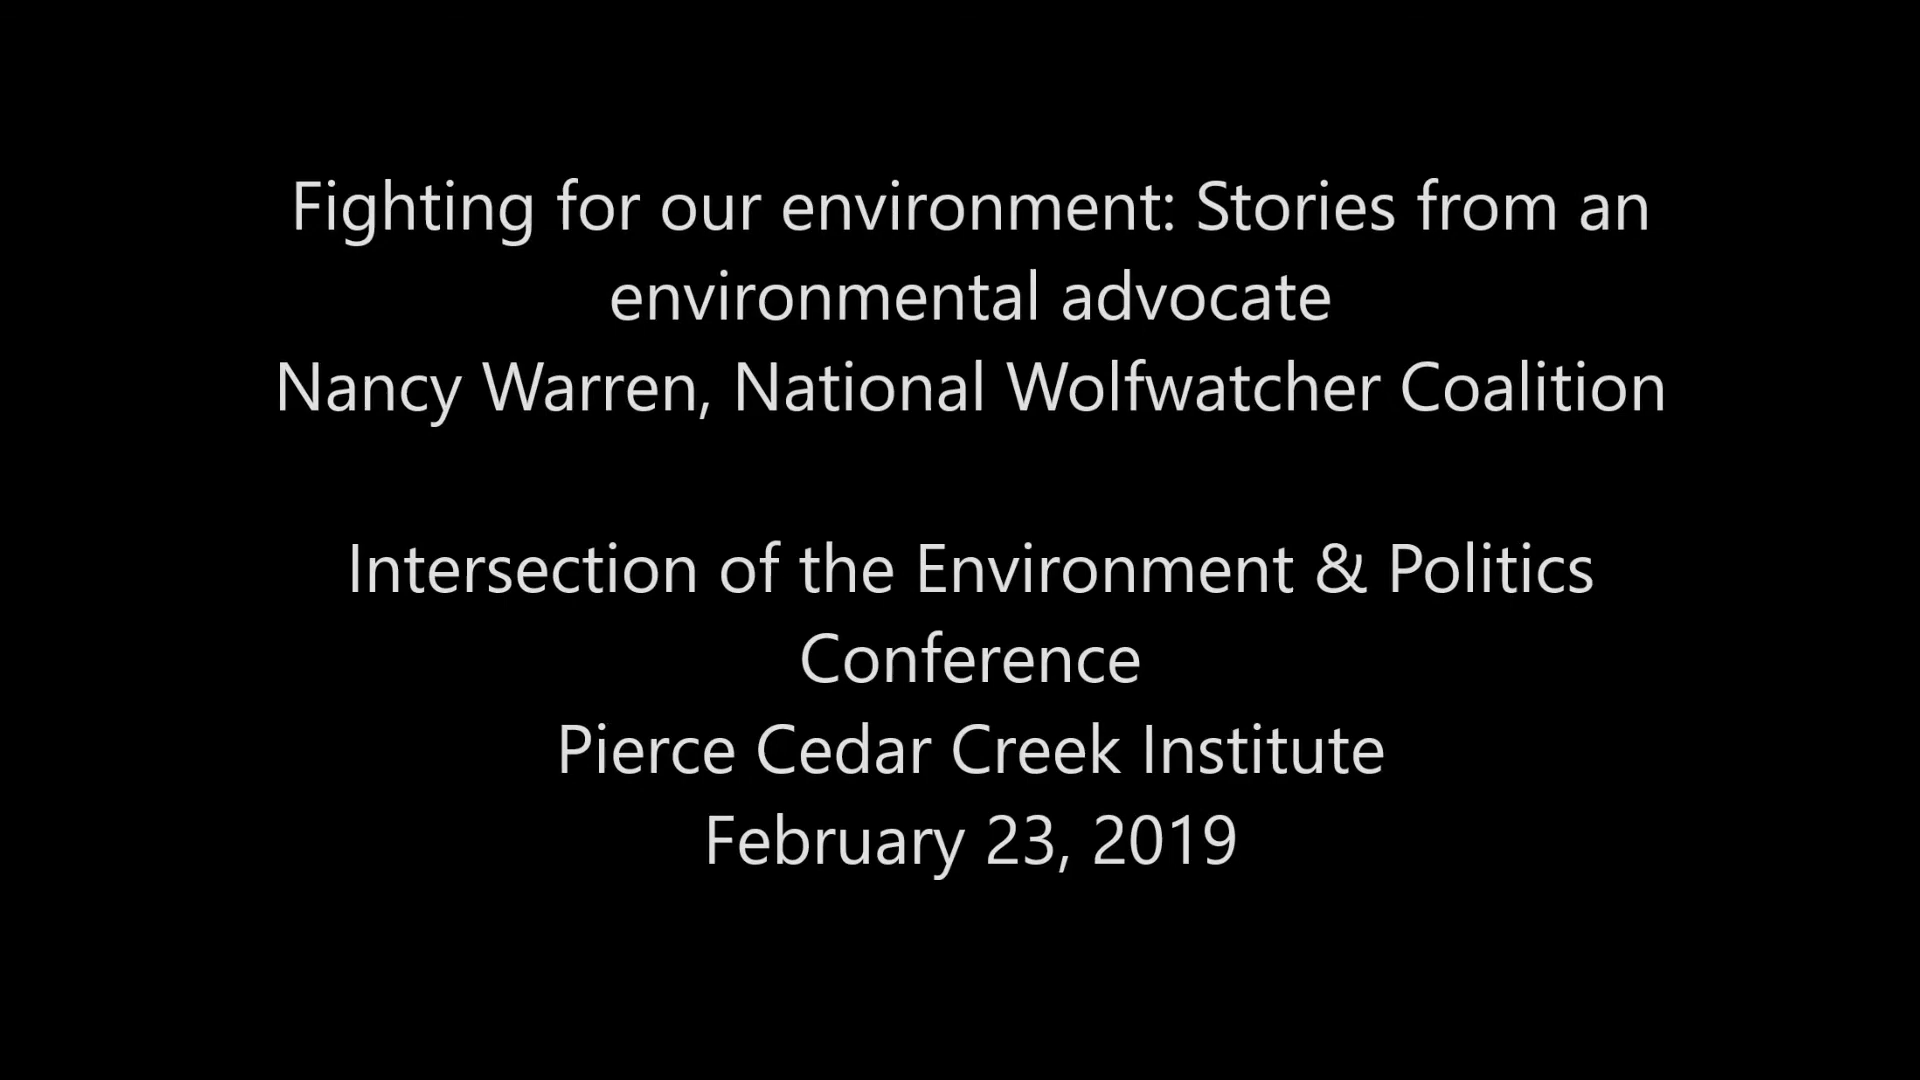 Fighting for our environment: Stories from an
environmental advocate
Nancy Warren, National Wolfwatcher Coalition
Intersection of the Environment & Politics
Conference
Pierce Cedar Creek Institute
February 23, 2019